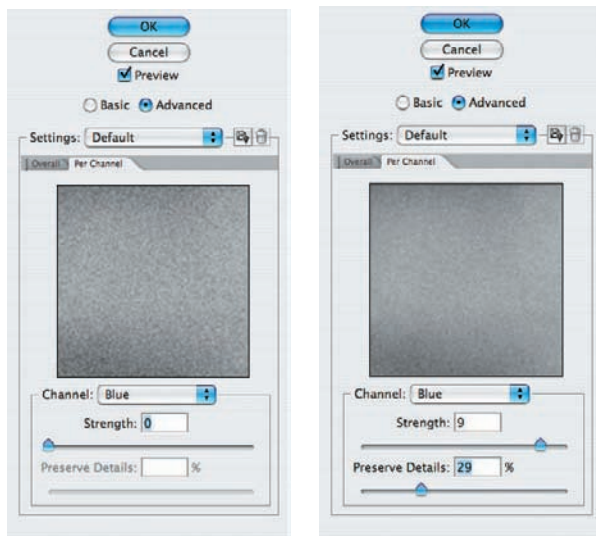 OK
Cancel
Preview
Basic Advanced
Settings: Default
Overall Per Channel
Channel: Blue
Strength: 0
Preserve Details: %
OK
Cancel
Preview
Basic Advanced
Settings: Default
Overall Per Channel
Channel: Blue
Strength: 9
Preserve Details: 29 %